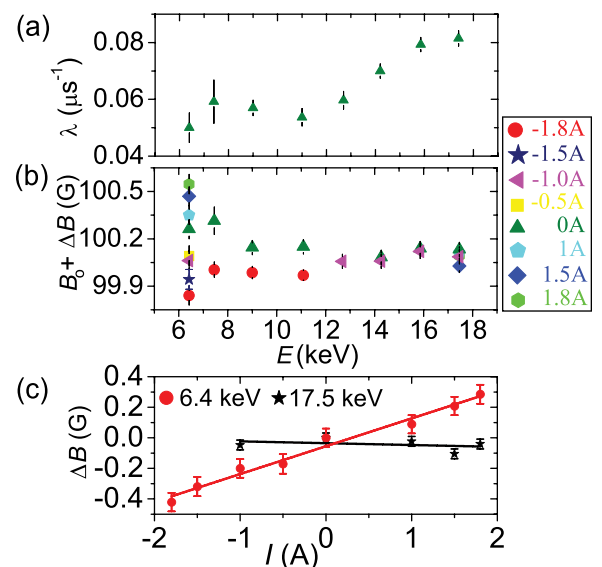 (a)
λ (μs⁻¹)
0.08
0.06
0.04
(b)
B₀+ ΔB (G)
100.5
100.2
99.9
6 8 10 12 14 16 18
E(keV)
-1.8A
-1.5A
-1.0A
-0.5A
0A
1A
1.5A
1.8A
(c)
ΔB (G)
0.4
0.2
0.0
-0.2
-0.4
6.4 keV 17.5 keV
-2 -1 0 1 2
I (A)